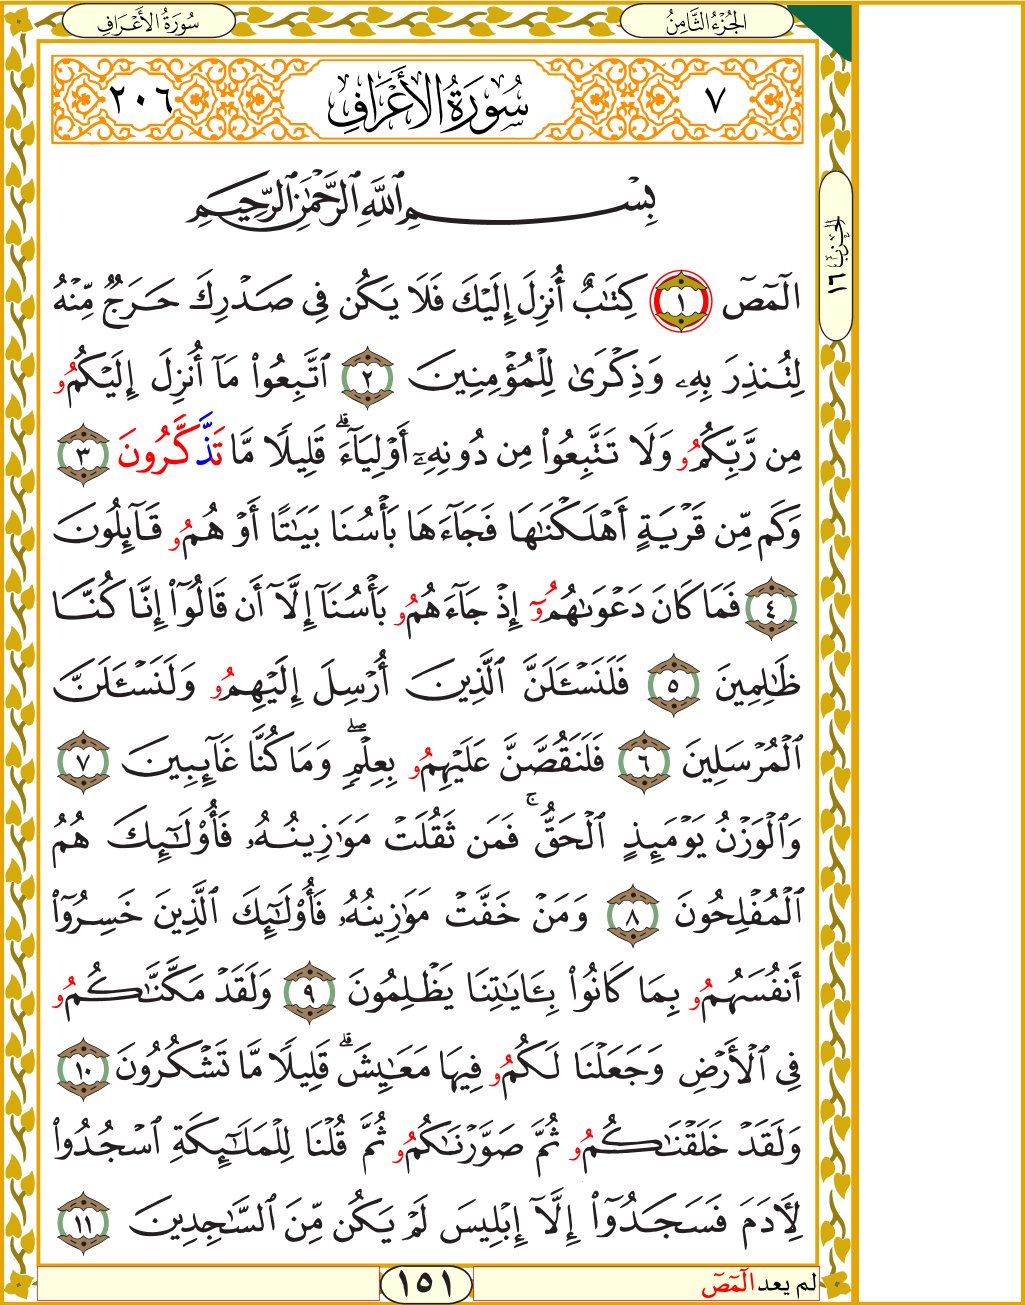 سُورَةُ الأَعْرَافِ
الجُزْءُ الثَّامِنُ
٢٠٦
سُورَةُ الأَعْرَافِ
٧
الحِزْبُ ١٦
بِسْمِ ٱللَّهِ ٱلرَّحْمَٰنِ ٱلرَّحِيمِ
الٓمٓصٓ ١ كِتَٰبٌ أُنزِلَ إِلَيْكَ فَلَا يَكُن فِى صَدْرِكَ حَرَجٌ مِّنْهُ
لِتُنذِرَ بِهِۦ وَذِكْرَىٰ لِلْمُؤْمِنِينَ ٢ ٱتَّبِعُوا۟ مَآ أُنزِلَ إِلَيْكُمُۥ
مِن رَّبِّكُمُۥ وَلَا تَتَّبِعُوا۟ مِن دُونِهِۦٓ أَوْلِيَآءَ ۗ قَلِيلًا مَّا تَذَّكَّرُونَ ٣
وَكَم مِّن قَرْيَةٍ أَهْلَكْنَٰهَا فَجَآءَهَا بَأْسُنَا بَيَٰتًا أَوْ هُمُۥ قَآئِلُونَ
٤ فَمَا كَانَ دَعْوَىٰهُمُۥٓ إِذْ جَآءَهُمُۥ بَأْسُنَآ إِلَّآ أَن قَالُوٓا۟ إِنَّا كُنَّا
ظَٰلِمِينَ ٥ فَلَنَسْـَٔلَنَّ ٱلَّذِينَ أُرْسِلَ إِلَيْهِمُۥ وَلَنَسْـَٔلَنَّ
ٱلْمُرْسَلِينَ ٦ فَلَنَقُصَّنَّ عَلَيْهِمُۥ بِعِلْمٍ ۖ وَمَا كُنَّا غَآئِبِينَ ٧
وَٱلْوَزْنُ يَوْمَئِذٍ ٱلْحَقُّ ۚ فَمَن ثَقُلَتْ مَوَٰزِينُهُۥ فَأُو۟لَٰٓئِكَ هُمُ
ٱلْمُفْلِحُونَ ٨ وَمَنْ خَفَّتْ مَوَٰزِينُهُۥ فَأُو۟لَٰٓئِكَ ٱلَّذِينَ خَسِرُوٓا۟
أَنفُسَهُمُۥ بِمَا كَانُوا۟ بِـَٔايَٰتِنَا يَظْلِمُونَ ٩ وَلَقَدْ مَكَّنَّٰكُمُۥ
فِى ٱلْأَرْضِ وَجَعَلْنَا لَكُمُۥ فِيهَا مَعَٰيِشَ ۗ قَلِيلًا مَّا تَشْكُرُونَ ١٠
وَلَقَدْ خَلَقْنَٰكُمُۥ ثُمَّ صَوَّرْنَٰكُمُۥ ثُمَّ قُلْنَا لِلْمَلَٰٓئِكَةِ ٱسْجُدُوا۟
لِـَٔادَمَ فَسَجَدُوٓا۟ إِلَّآ إِبْلِيسَ لَمْ يَكُن مِّنَ ٱلسَّٰجِدِينَ ١١
لم يعد الٓمٓصٓ
١٥١